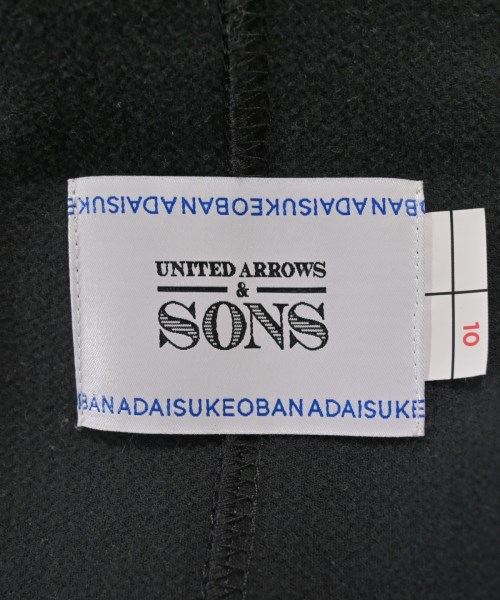 DAISUKEOBANADAISUKEOBAN
UNITED ARROWS
&
SONS
OBANADAISUKEOBANADAISUKE
10